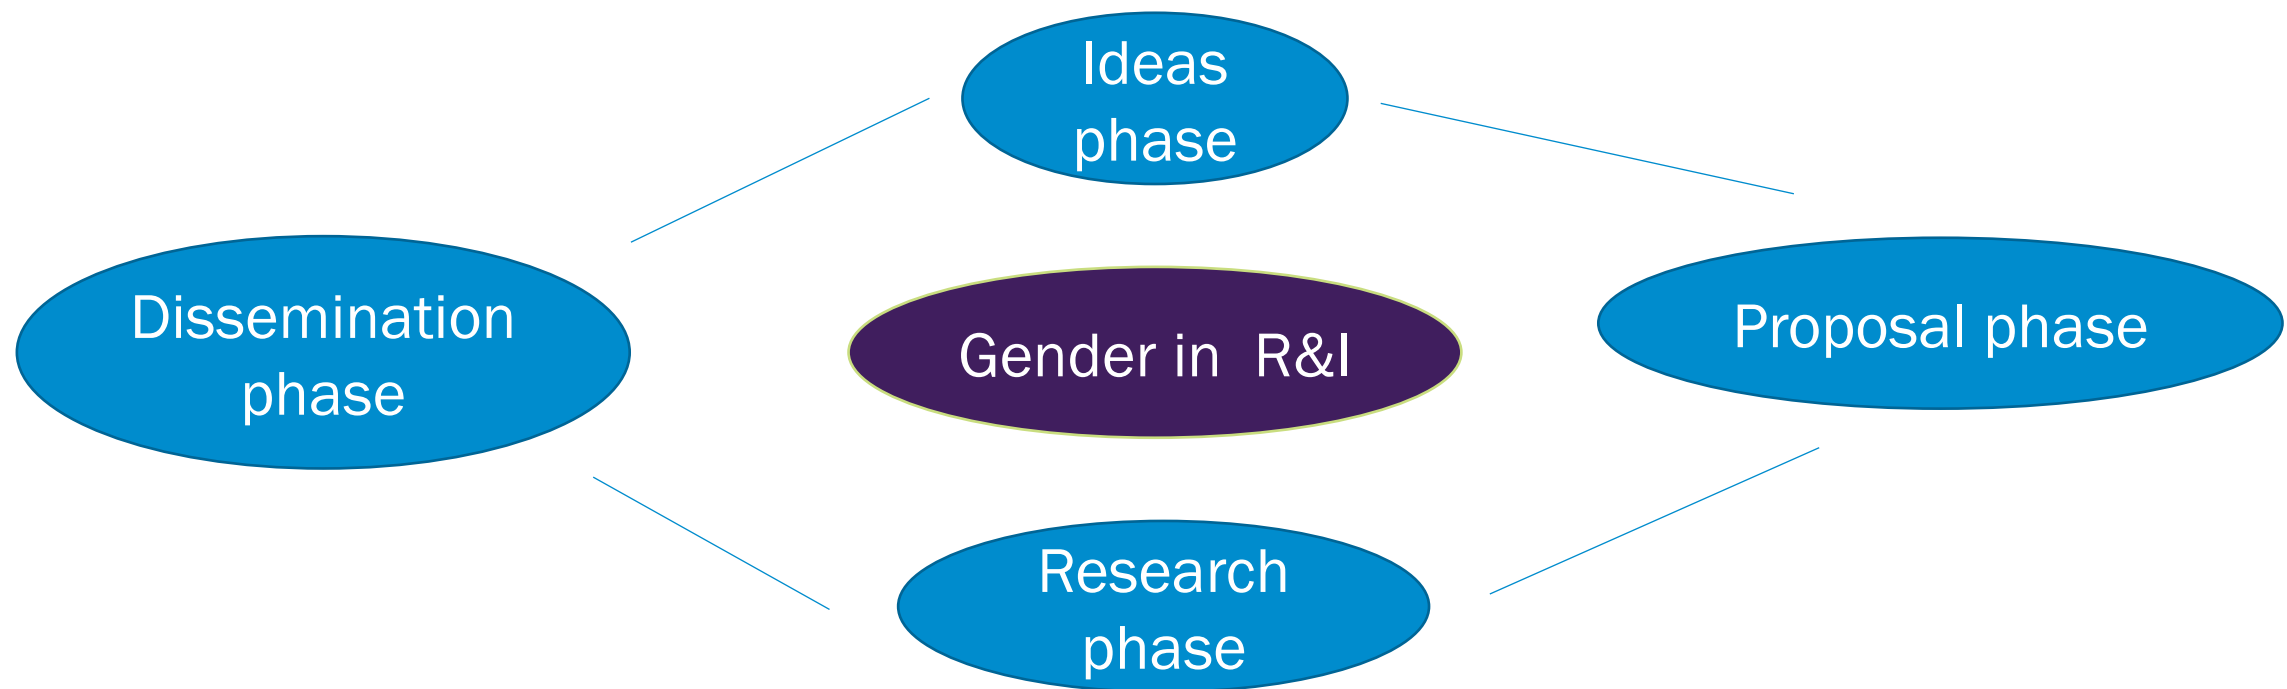 Ideas
phase
Dissemination
phase
Gender in  R&I
Proposal phase
Research
phase